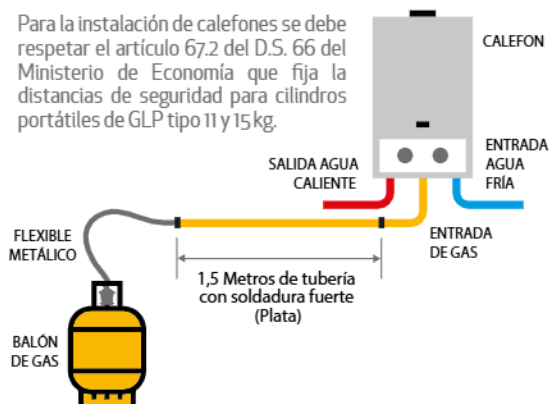 Para la instalación de calefones se debe
respetar el artículo 67.2 del D.S. 66 del
Ministerio de Economía que fija la
distancias de seguridad para cilindros
portátiles de GLP tipo 11 y 15 kg.
CALEFON
SALIDA AGUA
CALIENTE
ENTRADA
AGUA
FRÍA
ENTRADA
DE GAS
FLEXIBLE
METÁLICO
1,5 Metros de tubería
con soldadura fuerte
(Plata)
BALÓN
DE GAS